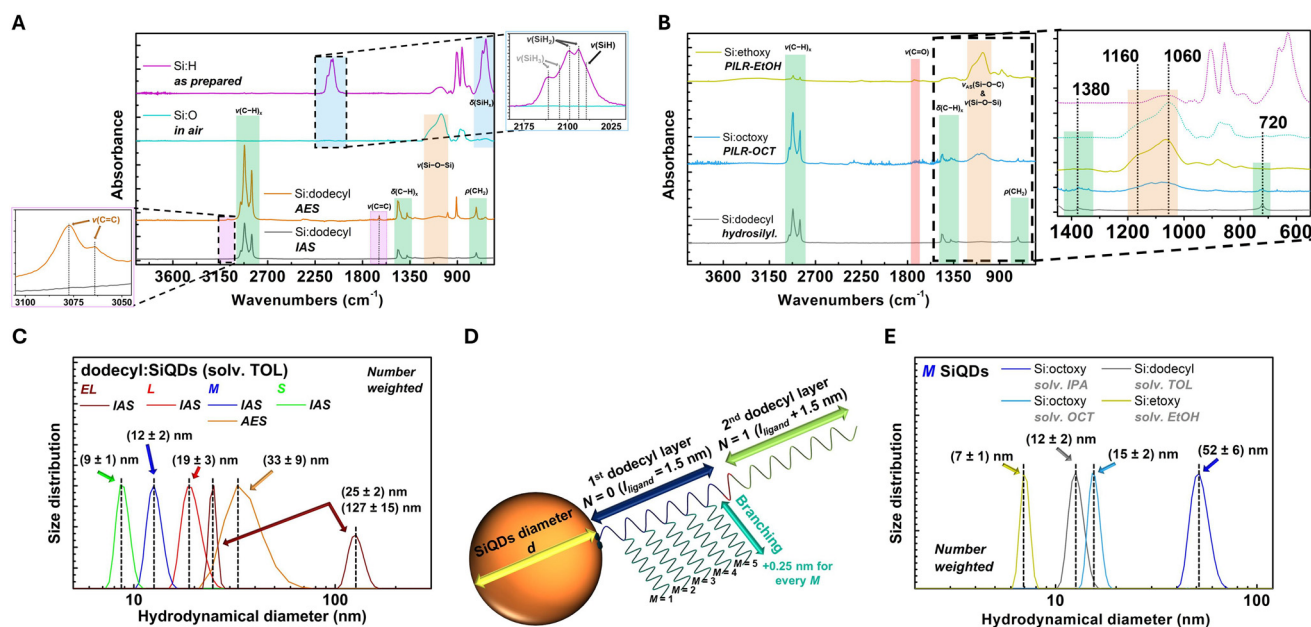 A
Absorbance
Si:H
as prepared
Si:O
in air
ν(C−H)ₓ
δ(SiHₓ)
ν(Si−O−Si)
Si:dodecyl
AES
ν(C=C)
δ(C−H)ₓ
ρ(CH2)
Si:dodecyl
IAS
3600 3150 2700 2250 1800 1350 900
Wavenumbers (cm⁻¹)
ν(SiH₂)
ν(SiH)
ν(SiH₃)
2175 2100 2025
ν(C=C)
3100 3075 3050
B
Absorbance
Si:ethoxy
PILR-EtOH
ν(C−H)ₓ
ν(C=O)
νAS(Si−O−C) &
ν(Si−O−Si)
Si:octoxy
PILR-OCT
δ(C−H)ₓ
ρ(CH₂)
Si:dodecyl
hydrosilyl.
3600 3150 2700 2250 1800 1350 900
Wavenumbers (cm⁻¹)
1160 1060
1380
720
1400 1200 1000 800 600
C
Size distribution
dodecyl:SiQDs (solv. TOL)
Number
weighted
EL L M S
IAS IAS IAS IAS
AES
(12 ± 2) nm
(9 ± 1) nm
(19 ± 3) nm
(33 ± 9) nm
(25 ± 2) nm
(127 ± 15) nm
10 100
Hydrodynamical diameter (nm)
D
2nd dodecyl layer
N = 1 (lligand + 1.5 nm)
1st dodecyl layer
N = 0 (lligand = 1.5 nm)
SiQDs diameter
d
Branching
+0.25 nm for
every M
M = 5
M = 4
M = 3
M = 2
M = 1
E
Size distribution
M SiQDs
Si:octoxy
solv. IPA
Si:dodecyl
solv. TOL
Si:octoxy
solv. OCT
Si:etoxy
solv. EtOH
(12 ± 2) nm
(7 ± 1) nm
(15 ± 2) nm
(52 ± 6) nm
Number
weighted
10 100
Hydrodynamical diameter (nm)